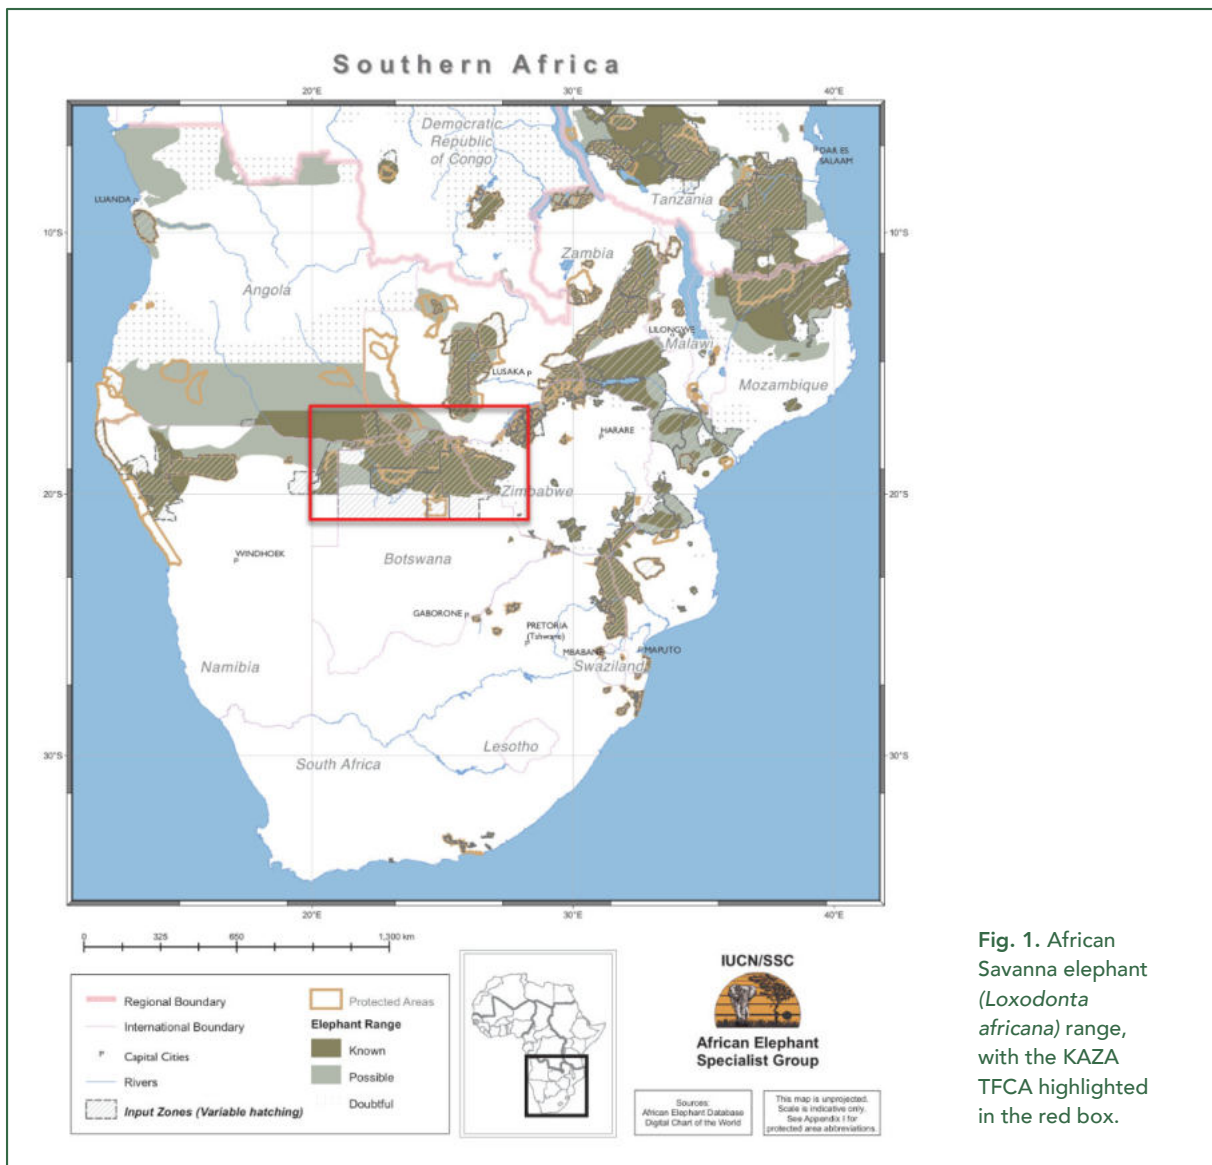 Southern Africa
20°E 30°E 40°E
Democratic
Republic
of Congo
DAR ES
SALAAM
LUANDA
Tanzania
10°S 10°S
Zambia
Angola
LILONGWE
Malawi
LUSAKA
Mozambique
HARARE
20°S 20°S
Zimbabwe
WINDHOEK
Botswana
GABORONE
PRETORIA
(Tshwane)
MBABANE
MAPUTO
Namibia
Swaziland
Lesotho
30°S 30°S
South Africa
20°E 30°E 40°E
0 325 650 1,300 km
Regional Boundary
International Boundary
P Capital Cities
Rivers
Input Zones (Variable hatching)
Protected Areas
Elephant Range
Known
Possible
Doubtful
IUCN/SSC
African Elephant
Specialist Group
Sources:
African Elephant Database
Digital Chart of the World
This map is unprojected.
Scale is indicative only.
See Appendix I for
protected area abbreviations.
Fig. 1. African
Savanna elephant
(Loxodonta
africana) range,
with the KAZA
TFCA highlighted
in the red box.